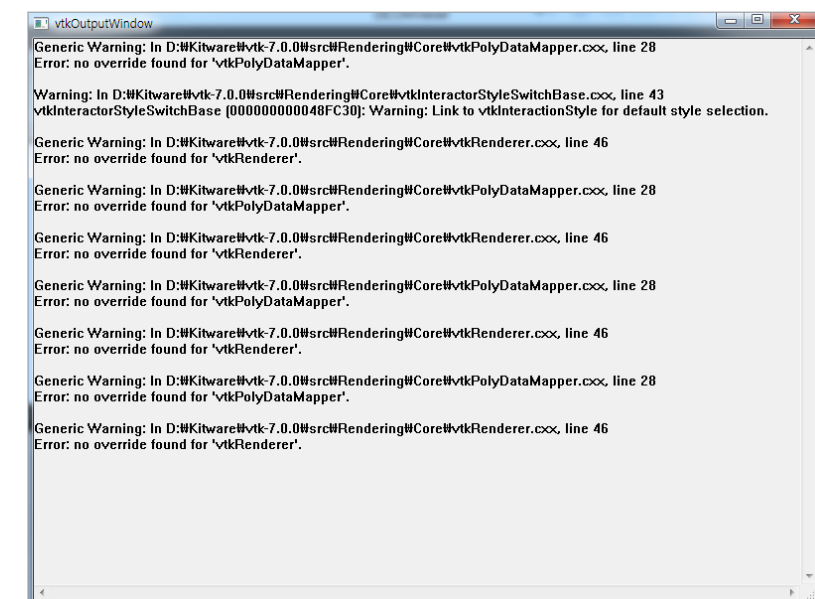 vtkOutputWindow
Generic Warning: In D:₩Kitware₩vtk-7.0.0₩src₩Rendering₩Core₩vtkPolyDataMapper.cxx, line 28
Error: no override found for 'vtkPolyDataMapper'.
Warning: In D:₩Kitware₩vtk-7.0.0₩src₩Rendering₩Core₩vtkInteractorStyleSwitchBase.cxx, line 43
vtkInteractorStyleSwitchBase (000000000048FC30): Warning: Link to vtkInteractionStyle for default style selection.
Generic Warning: In D:₩Kitware₩vtk-7.0.0₩src₩Rendering₩Core₩vtkRenderer.cxx, line 46
Error: no override found for 'vtkRenderer'.
Generic Warning: In D:₩Kitware₩vtk-7.0.0₩src₩Rendering₩Core₩vtkPolyDataMapper.cxx, line 28
Error: no override found for 'vtkPolyDataMapper'.
Generic Warning: In D:₩Kitware₩vtk-7.0.0₩src₩Rendering₩Core₩vtkRenderer.cxx, line 46
Error: no override found for 'vtkRenderer'.
Generic Warning: In D:₩Kitware₩vtk-7.0.0₩src₩Rendering₩Core₩vtkPolyDataMapper.cxx, line 28
Error: no override found for 'vtkPolyDataMapper'.
Generic Warning: In D:₩Kitware₩vtk-7.0.0₩src₩Rendering₩Core₩vtkRenderer.cxx, line 46
Error: no override found for 'vtkRenderer'.
Generic Warning: In D:₩Kitware₩vtk-7.0.0₩src₩Rendering₩Core₩vtkPolyDataMapper.cxx, line 28
Error: no override found for 'vtkPolyDataMapper'.
Generic Warning: In D:₩Kitware₩vtk-7.0.0₩src₩Rendering₩Core₩vtkRenderer.cxx, line 46
Error: no override found for 'vtkRenderer'.